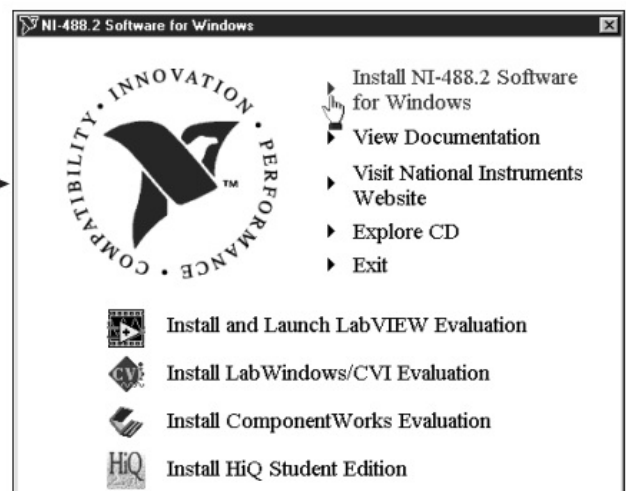 NI-488.2 Software for Windows
INNOVATION • PERFORMANCE • COMPATIBILITY •
TM
Install NI-488.2 Software
for Windows
View Documentation
Visit National Instruments
Website
Explore CD
Exit
Install and Launch LabVIEW Evaluation
CVI
Install LabWindows/CVI Evaluation
Install ComponentWorks Evaluation
HiQ
Install HiQ Student Edition